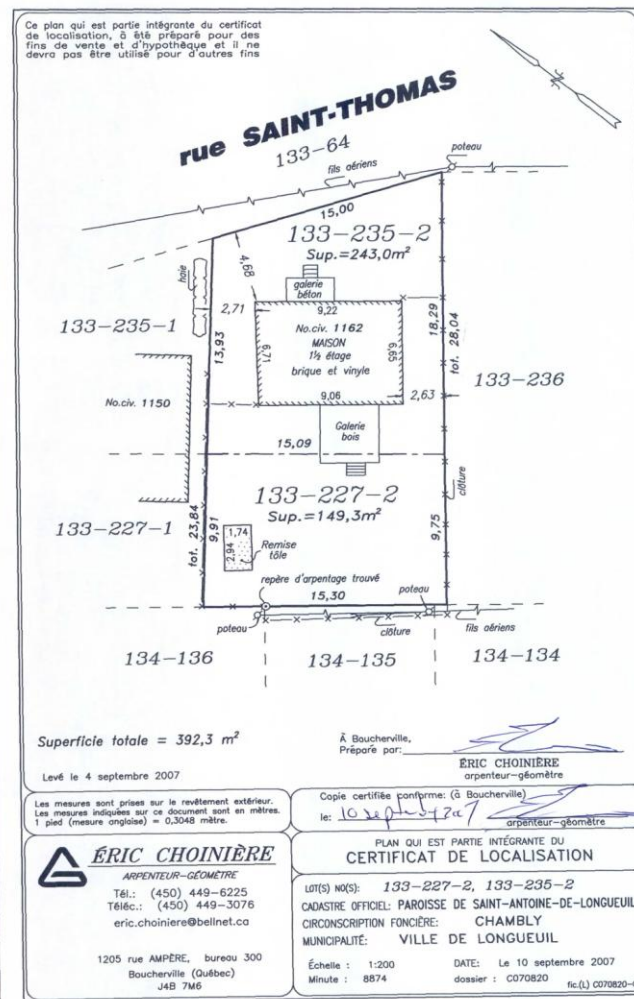 Ce plan qui est partie intégrante du certificat
de localisation, à été préparé pour des
fins de vente et d'hypothèque et il ne
devra pas être utilisé pour d'autres fins
N
rue SAINT-THOMAS
133-64
poteau
fils aériens
15,00
133-235-2
Sup.=243,0m²
haie
4,68
galerie
béton
2,71
9,22
133-235-1
13,93
No.civ. 1162
MAISON
1½ étage
brique et vinyle
6,71
6,65
18,29
tot. 28,04
133-236
No.civ. 1150
9,06
2,63
Galerie
bois
15,09
133-227-2
Sup.=149,3m²
clôture
133-227-1
tot. 23,84
9,91
1,74
2,94
Remise
tôle
9,75
repère d'arpentage trouvé
15,30
poteau
poteau
clôture
fils aériens
134-136
134-135
134-134
Superficie totale = 392,3 m²
À Boucherville,
Préparé par:
ÉRIC CHOINIÈRE
arpenteur-géomètre
Levé le 4 septembre 2007
Les mesures sont prises sur le revêtement extérieur.
Les mesures indiquées sur ce document sont en mètres.
1 pied (mesure anglaise) = 0,3048 mètre.
Copie certifiée conforme: (à Boucherville)
le: 10 septembre 2007
arpenteur-géomètre
ÉRIC CHOINIÈRE
ARPENTEUR-GÉOMÈTRE
Tél.: (450) 449-6225
Téléc.: (450) 449-3076
eric.choiniere@bellnet.ca
1205 rue AMPÈRE, bureau 300
Boucherville (Québec)
J4B 7M6
PLAN QUI EST PARTIE INTÉGRANTE DU
CERTIFICAT DE LOCALISATION
LOT(S) NO(S): 133-227-2, 133-235-2
CADASTRE OFFICIEL: PAROISSE DE SAINT-ANTOINE-DE-LONGUEUIL
CIRCONSCRIPTION FONCIÈRE: CHAMBLY
MUNICIPALITÉ: VILLE DE LONGUEUIL
Échelle : 1:200 DATE: Le 10 septembre 2007
Minute : 8874 dossier : C070820 fic.(L) C070820-